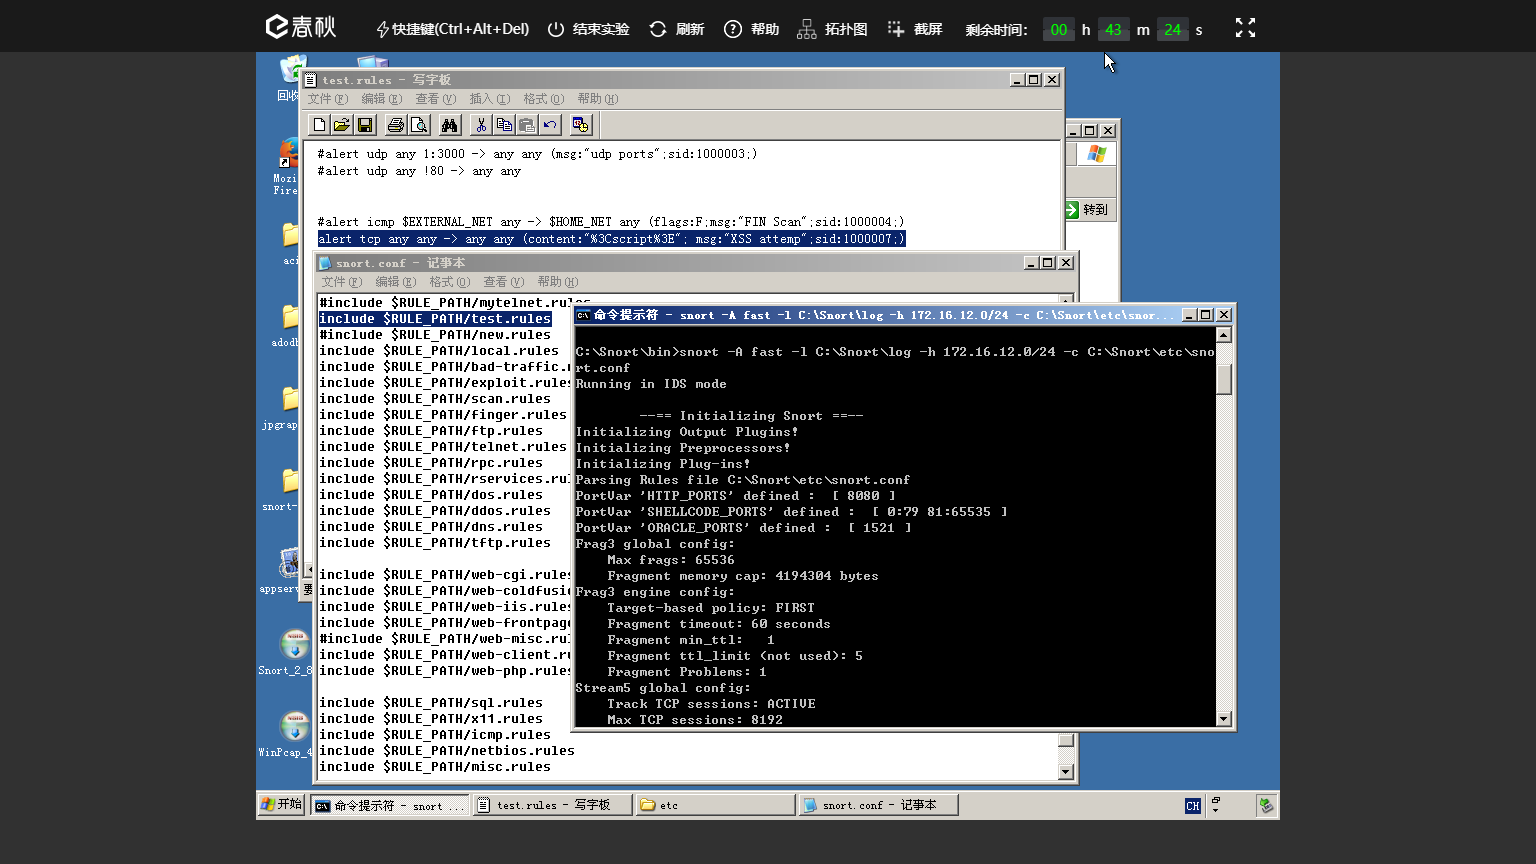 春秋 快捷键(Ctrl+Alt+Del) 结束实验 刷新 帮助 拓扑图 截屏 剩余时间: 00 h 43 m 24 s
回收
Mozi
Fire
aci
adodb
jpgrap
snort-
appserv
Snort_2_8
WinPcap_4
test.rules - 写字板
文件(F) 编辑(E) 查看(V) 插入(I) 格式(O) 帮助(H)
#alert udp any 1:3000 -> any any (msg:"udp ports";sid:1000003;)
#alert udp any !80 -> any any
#alert icmp $EXTERNAL_NET any -> $HOME_NET any (flags:F;msg:"FIN Scan";sid:1000004;)
alert tcp any any -> any any (content:"%3Cscript%3E"; msg:"XSS attemp";sid:1000007;)
转到
snort.conf - 记事本
文件(F) 编辑(E) 格式(O) 查看(V) 帮助(H)
#include $RULE_PATH/mytelnet.rules
include $RULE_PATH/test.rules
#include $RULE_PATH/new.rules
include $RULE_PATH/local.rules
include $RULE_PATH/bad-traffic.
include $RULE_PATH/exploit.rules
include $RULE_PATH/scan.rules
include $RULE_PATH/finger.rules
include $RULE_PATH/ftp.rules
include $RULE_PATH/telnet.rules
include $RULE_PATH/rpc.rules
include $RULE_PATH/rservices.rul
include $RULE_PATH/dos.rules
include $RULE_PATH/ddos.rules
include $RULE_PATH/dns.rules
include $RULE_PATH/tftp.rules
include $RULE_PATH/web-cgi.rules
include $RULE_PATH/web-coldfusio
include $RULE_PATH/web-iis.rules
include $RULE_PATH/web-frontpage
#include $RULE_PATH/web-misc.rul
include $RULE_PATH/web-client.ru
include $RULE_PATH/web-php.rules
include $RULE_PATH/sql.rules
include $RULE_PATH/x11.rules
include $RULE_PATH/icmp.rules
include $RULE_PATH/netbios.rules
include $RULE_PATH/misc.rules
命令提示符 - snort -A fast -l C:\Snort\log -h 172.16.12.0/24 -c C:\Snort\etc\snor...
C:\Snort\bin>snort -A fast -l C:\Snort\log -h 172.16.12.0/24 -c C:\Snort\etc\sno
rt.conf
Running in IDS mode
--== Initializing Snort ==--
Initializing Output Plugins!
Initializing Preprocessors!
Initializing Plug-ins!
Parsing Rules file C:\Snort\etc\snort.conf
PortVar 'HTTP_PORTS' defined :  [ 8080 ]
PortVar 'SHELLCODE_PORTS' defined :  [ 0:79 81:65535 ]
PortVar 'ORACLE_PORTS' defined :  [ 1521 ]
Frag3 global config:
Max frags: 65536
Fragment memory cap: 4194304 bytes
Frag3 engine config:
Target-based policy: FIRST
Fragment timeout: 60 seconds
Fragment min_ttl:   1
Fragment ttl_limit (not used): 5
Fragment Problems: 1
Stream5 global config:
Track TCP sessions: ACTIVE
Max TCP sessions: 8192
开始 命令提示符 - snort ... test.rules - 写字板 etc snort.conf - 记事本 CH